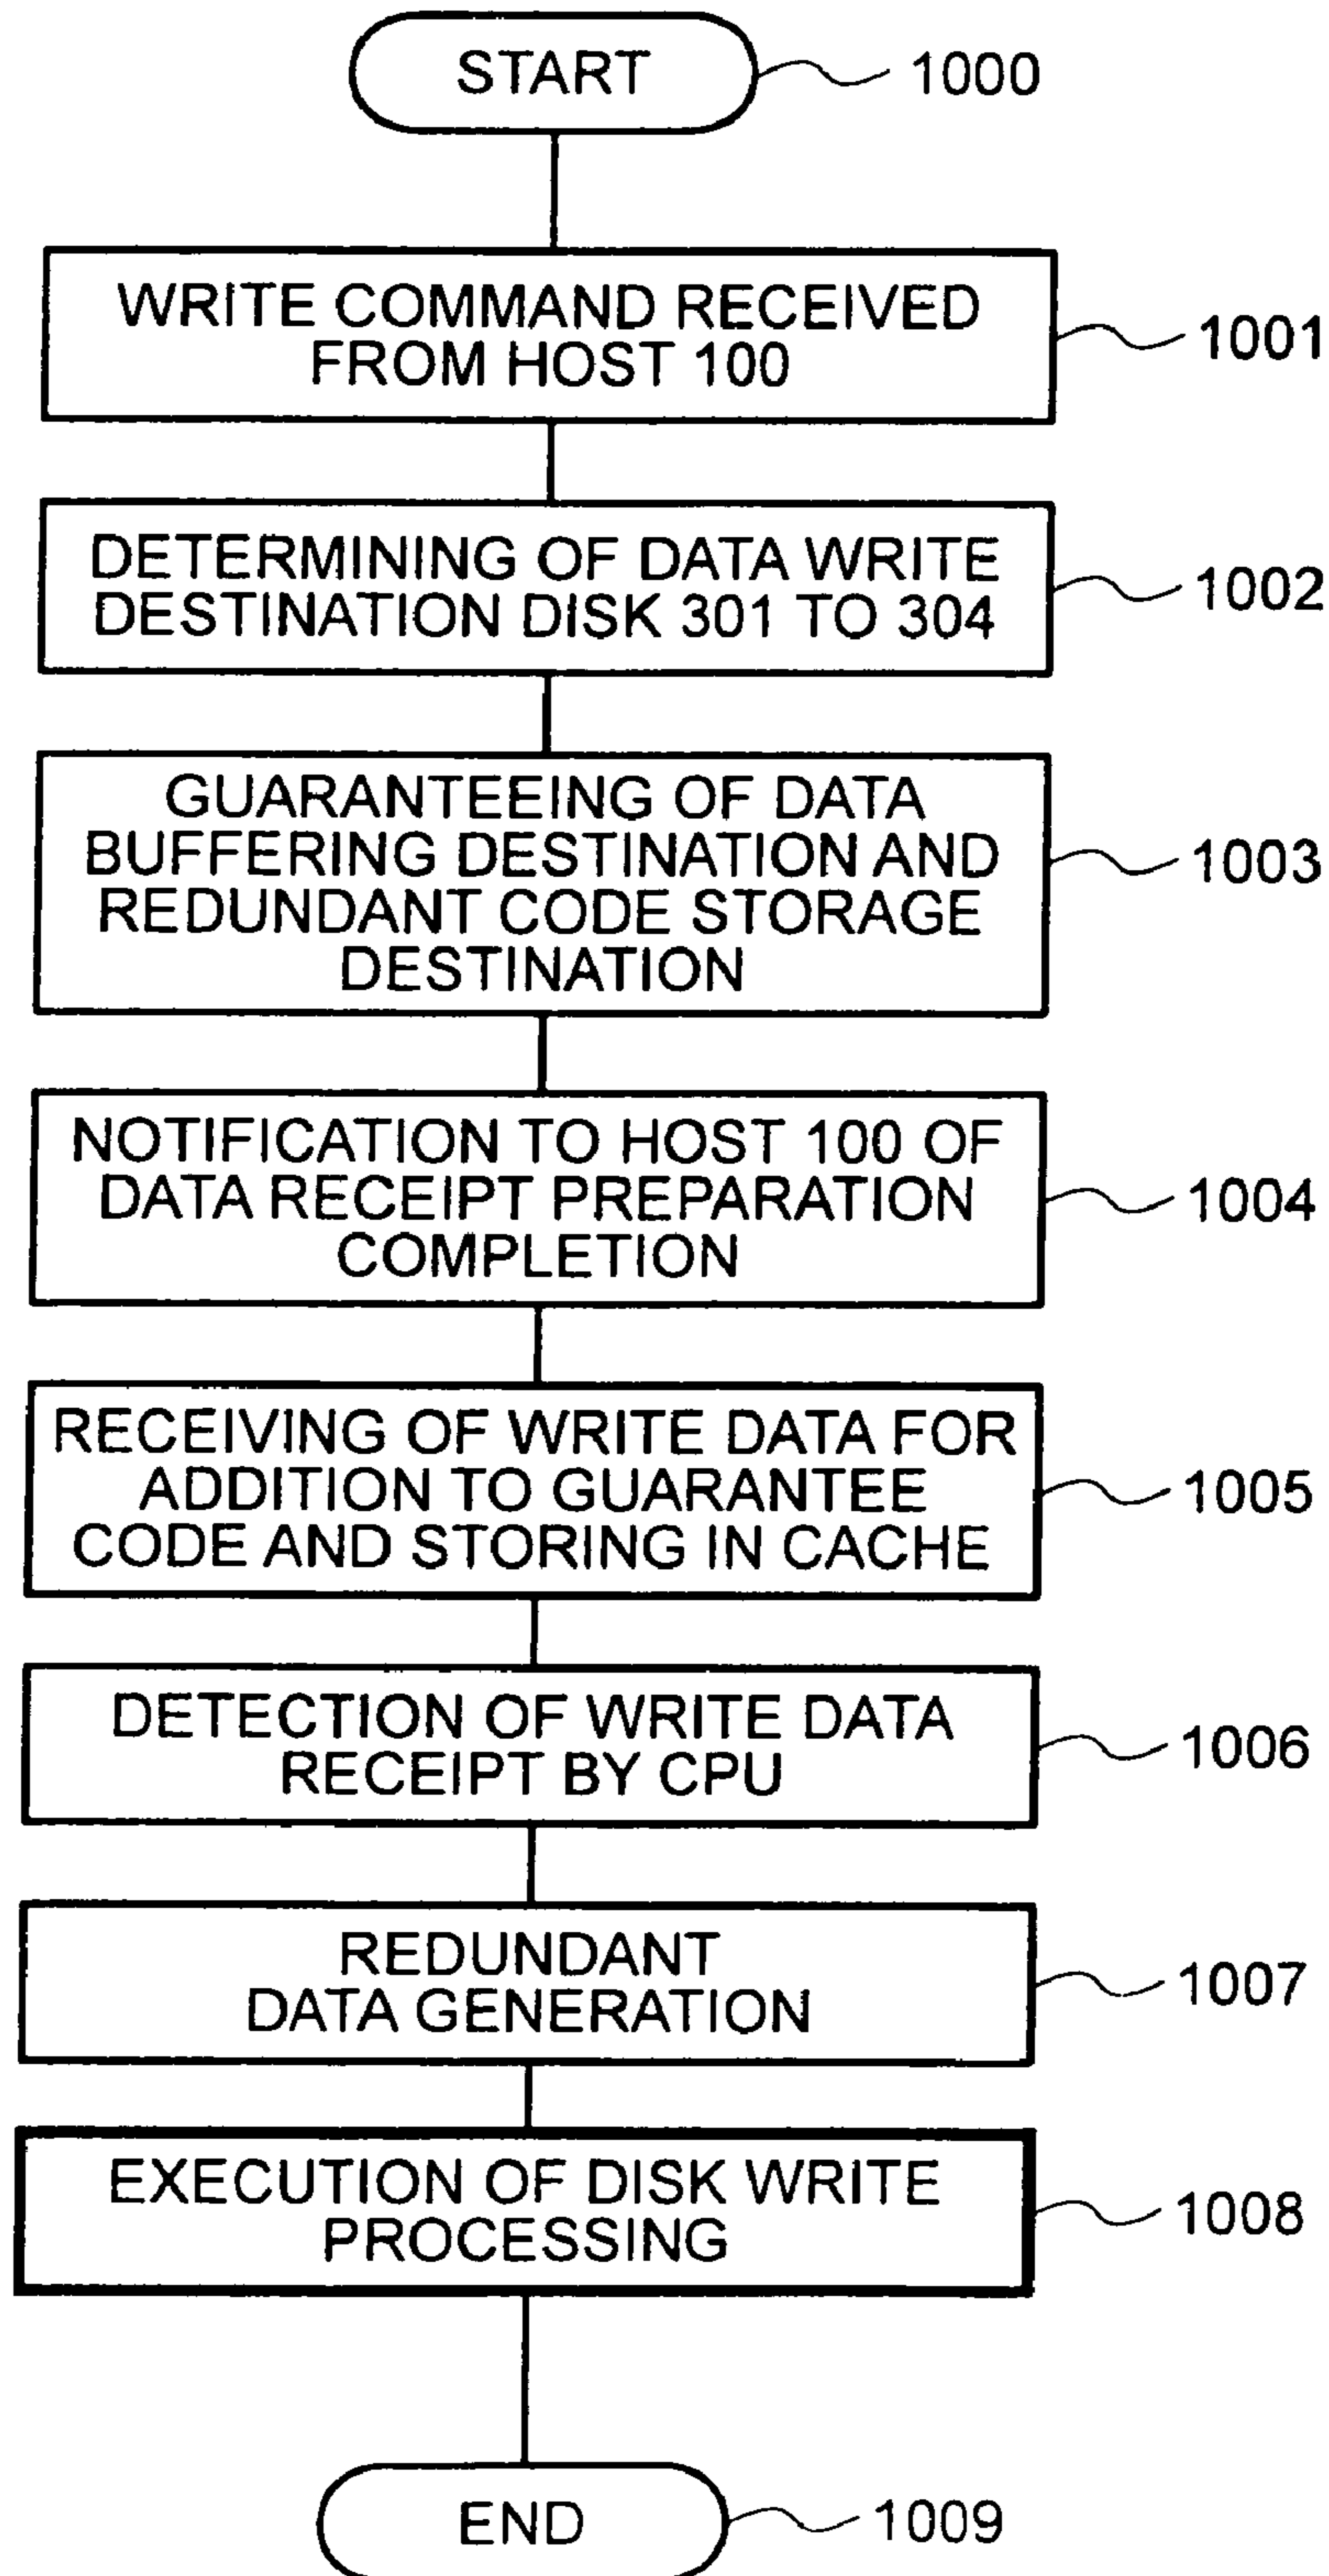 START
1000
WRITE COMMAND RECEIVED
FROM HOST 100
1001
DETERMINING OF DATA WRITE
DESTINATION DISK 301 TO 304
1002
GUARANTEEING OF DATA
BUFFERING DESTINATION AND
REDUNDANT CODE STORAGE
DESTINATION
1003
NOTIFICATION TO HOST 100 OF
DATA RECEIPT PREPARATION
COMPLETION
1004
RECEIVING OF WRITE DATA FOR
ADDITION TO GUARANTEE
CODE AND STORING IN CACHE
1005
DETECTION OF WRITE DATA
RECEIPT BY CPU
1006
REDUNDANT
DATA GENERATION
1007
EXECUTION OF DISK WRITE
PROCESSING
1008
END
1009